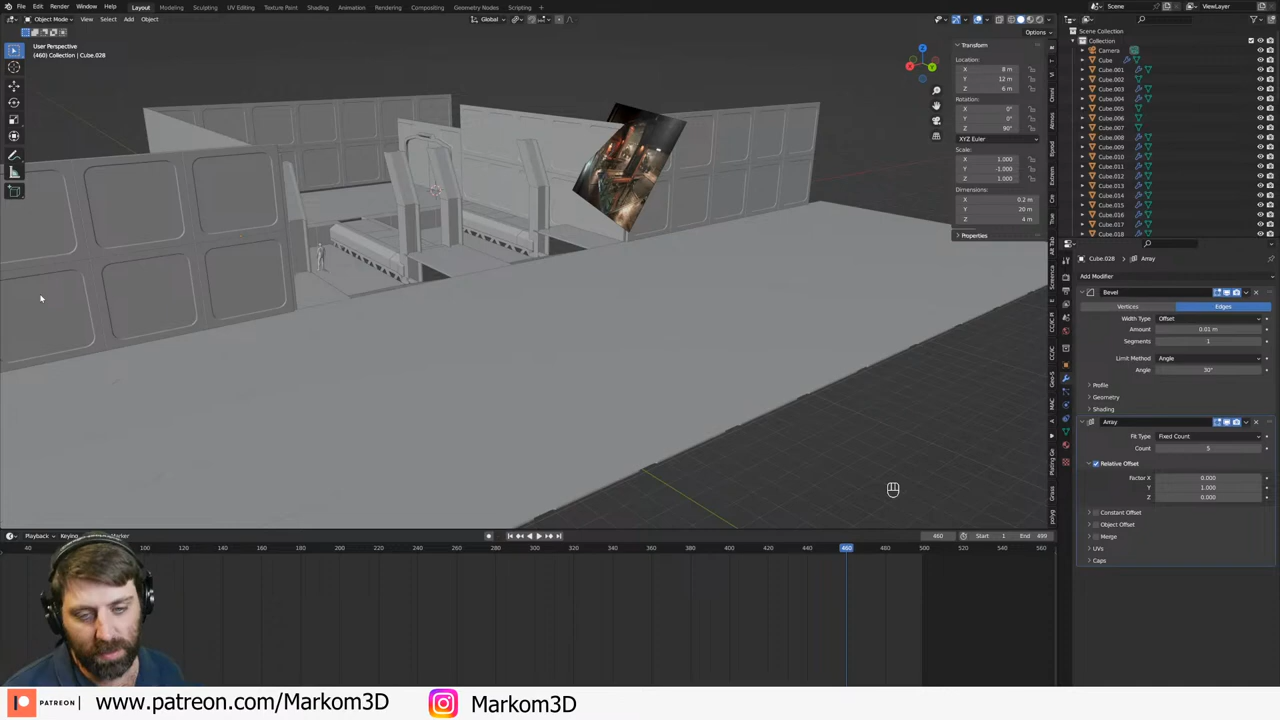 File Edit Render Window Help Layout Modeling Sculpting UV Editing Texture Paint Shading Animation Rendering Compositing Geometry Nodes Scripting + Scene ViewLayer
Object Mode View Select Add Object Global
Options
User Perspective
(460) Collection | Cube.028
Transform
Location:
X 8 m
Y 12 m
Z 6 m
Rotation:
X 0°
Y 0°
Z 90°
XYZ Euler
Scale:
X 1.000
Y -1.000
Z 1.000
Dimensions:
X 0.2 m
Y 20 m
Z 4 m
Properties
Scene Collection
Collection
Camera
Cube
Cube.001
Cube.002
Cube.003
Cube.004
Cube.005
Cube.006
Cube.007
Cube.008
Cube.009
Cube.010
Cube.011
Cube.012
Cube.013
Cube.014
Cube.015
Cube.016
Cube.017
Cube.018
Cube.028 > Array
Add Modifier
Bevel
Vertices Edges
Width Type Offset
Amount 0.01 m
Segments 1
Limit Method Angle
Angle 30°
Profile
Geometry
Shading
Array
Fit Type Fixed Count
Count 5
Relative Offset
Factor X 0.000
Y 1.000
Z 0.000
Constant Offset
Object Offset
Merge
UVs
Caps
Playback Keying Marker 460 Start 1 End 499
40 80 100 120 140 160 180 200 220 240 260 280 300 320 340 360 380 400 420 440 460 480 500 520 540 560
PATREON www.patreon.com/Markom3D Markom3D